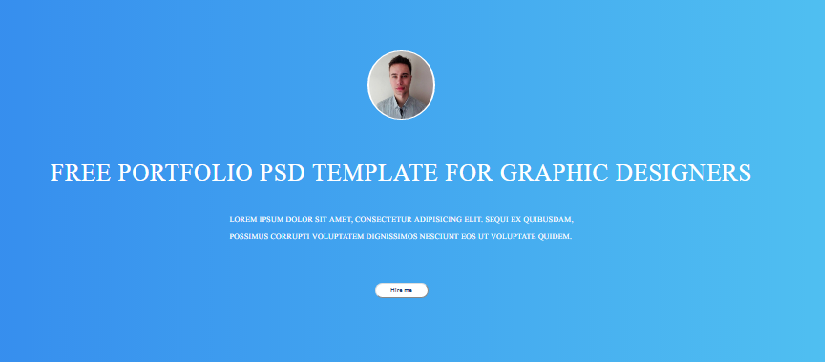 FREE PORTFOLIO PSD TEMPLATE FOR GRAPHIC DESIGNERS
LOREM IPSUM DOLOR SIT AMET, CONSECTETUR ADIPISICING ELIT. SEQUI EX QUIBUSDAM,
POSSIMUS CORRUPTI VOLUPTATEM DIGNISSIMOS NESCIUNT EOS UT VOLUPTATE QUIDEM.
Hire me